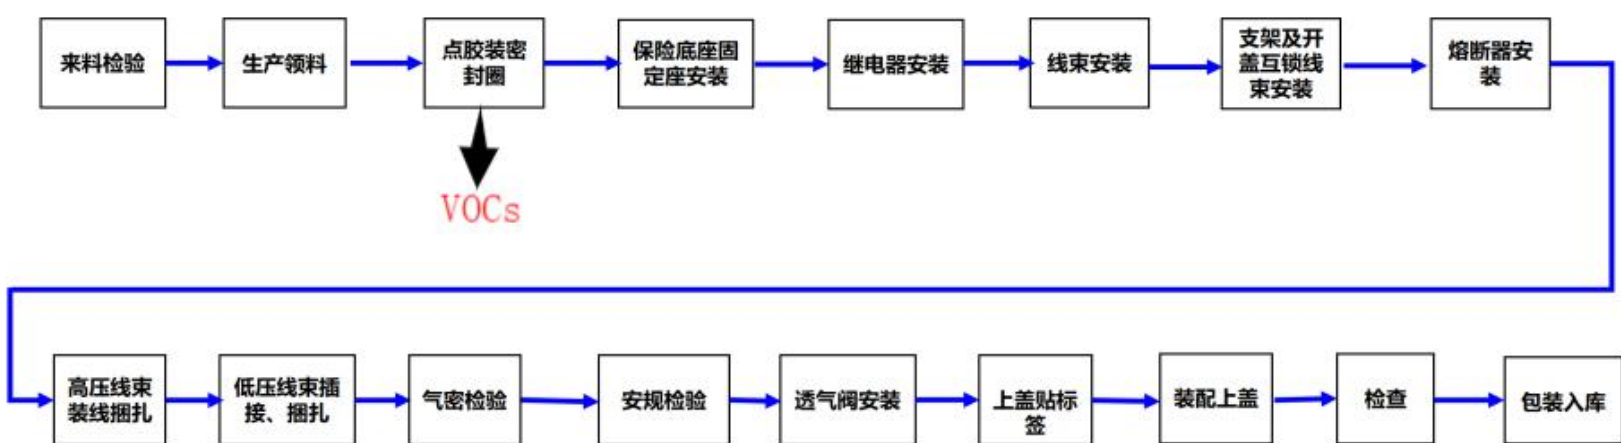 来料检验
生产领料
点胶装密
封圈
保险底座固
定座安装
继电器安装
线束安装
支架及开
盖互锁线
束安装
熔断器安
装
VOCs
高压线束
装线捆扎
低压线束插
接、捆扎
气密检验
安规检验
透气阀安装
上盖贴标
签
装配上盖
检查
包装入库